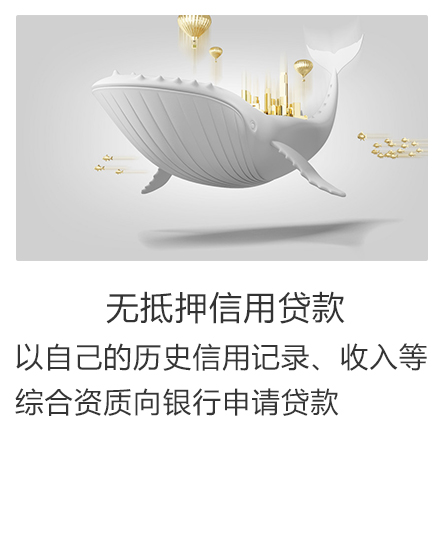 无抵押信用贷款
以自己的历史信用记录、收入等
综合资质向银行申请贷款